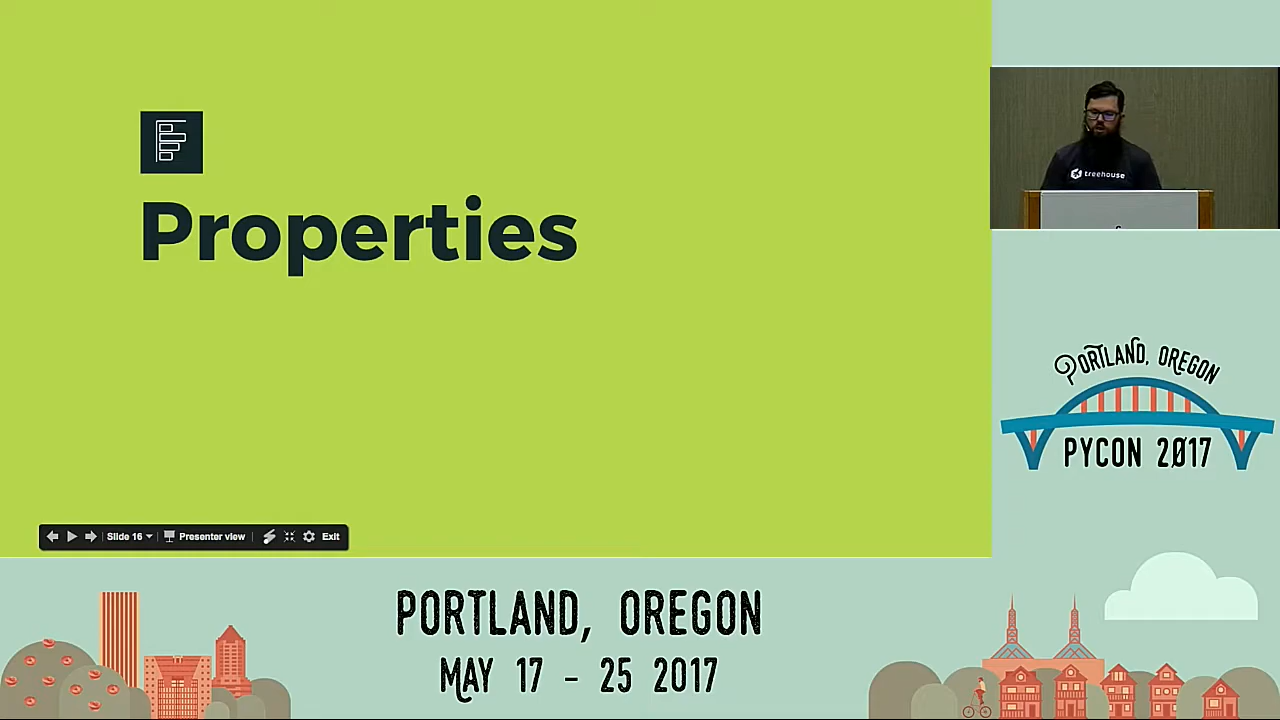 Properties
treehouse
PORTLAND, OREGON
PYCON 2017
Slide 16
Presenter view
Exit
PORTLAND, OREGON
MAY 17 - 25 2017